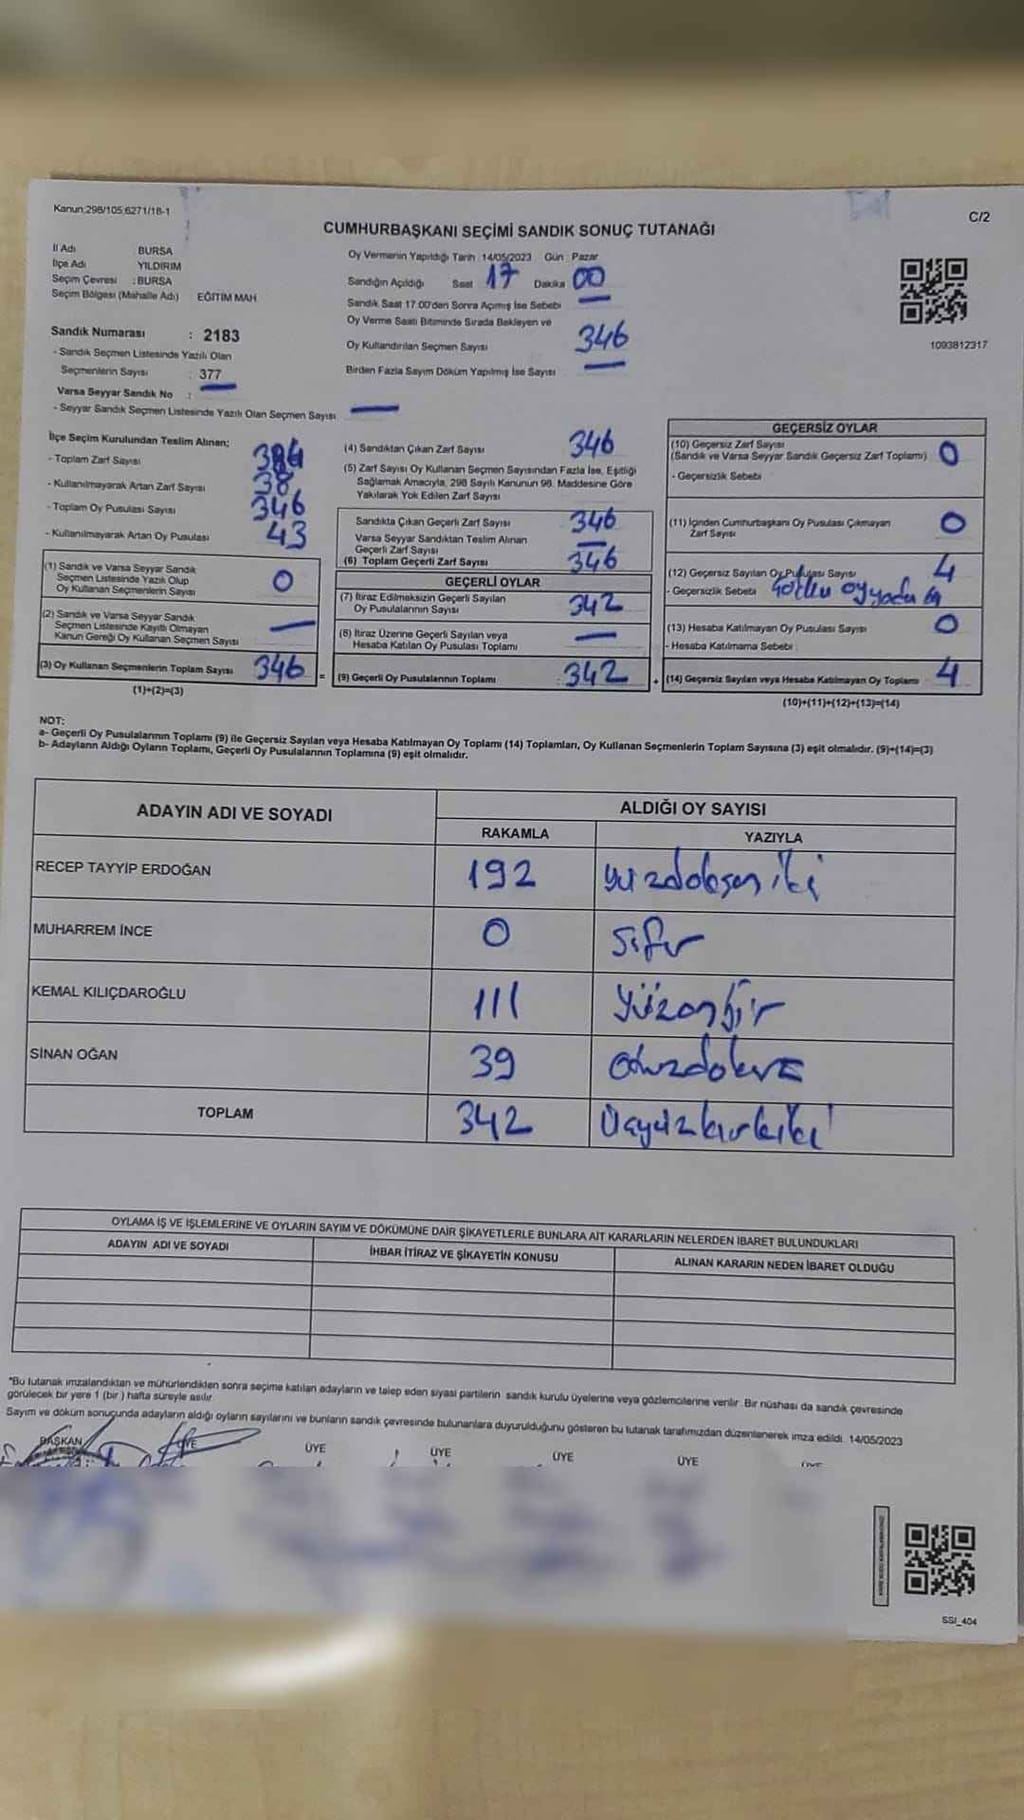 Kanun:298/105,6271/18-1
C/2
CUMHURBAŞKANI SEÇİMİ SANDIK SONUÇ TUTANAĞI
İl Adı BURSA
İlçe Adı YILDIRIM
Seçim Çevresi :BURSA
Seçim Bölgesi (Mahalle Adı) EĞİTİM MAH
Sandık Numarası : 2183
- Sandık Seçmen Listesinde Yazılı Olan
Seçmenlerin Sayısı : 377
Varsa Seyyar Sandık No :
- Seyyar Sandık Seçmen Listesinde Yazılı Olan Seçmen Sayısı
Oy Vermenin Yapıldığı Tarih :14/05/2023 Gün : Pazar
Sandığın Açıldığı Saat 17 Dakika 00
Sandık Saat 17:00'den Sonra Açımış İse Sebebi
Oy Verme Saati Bitiminde Sırada Bekleyen ve
Oy Kullandırılan Seçmen Sayısı 346
Birden Fazla Sayım Döküm Yapılmış İse Sayısı
1093812317
İlçe Seçim Kurulundan Teslim Alınan;
- Toplam Zarf Sayısı
- Kullanılmayarak Artan Zarf Sayısı 38
- Toplam Oy Pusulası Sayısı 346
- Kullanılmayarak Artan Oy Pusulası 43
(1) Sandık ve Varsa Seyyar Sandık
Seçmen Listesinde Yazılı Olup
Oy Kullanan Seçmenlerin Sayısı 0
(2) Sandık ve Varsa Seyyar Sandık
Seçmen Listesinde Kayıtlı Olmayan
Kanun Gereği Oy Kullanan Seçmen Sayısı
(3) Oy Kullanan Seçmenlerin Toplam Sayısı 346 =
(1)+(2)=(3)
(4) Sandıktan Çıkan Zarf Sayısı 346
(5) Zarf Sayısı Oy Kullanan Seçmen Sayısından Fazla İse, Eşitliği
Sağlamak Amacıyla, 298 Sayılı Kanunun 98. Maddesine Göre
Yakılarak Yok Edilen Zarf Sayısı
Sandıkta Çıkan Geçerli Zarf Sayısı 346
Varsa Seyyar Sandıktan Teslim Alınan
Geçerli Zarf Sayısı
(6) Toplam Geçerli Zarf Sayısı 346
GEÇERLİ OYLAR
(7) İtiraz Edilmeksizin Geçerli Sayılan
Oy Pusulalarının Sayısı 342
(8) İtiraz Üzerine Geçerli Sayılan veya
Hesaba Katılan Oy Pusulası Toplamı
(9) Geçerli Oy Pusulalarının Toplamı 342 +
GEÇERSİZ OYLAR
(10) Geçersiz Zarf Sayısı
(Sandık ve Varsa Seyyar Sandık Geçersiz Zarf Toplamı) 0
- Geçersizlik Sebebi
(11) İçinden Cumhurbaşkanı Oy Pusulası Çıkmayan
Zarf Sayısı 0
(12) Geçersiz Sayılan Oy Pusulası Sayısı 4
- Geçersizlik Sebebi
(13) Hesaba Katılmayan Oy Pusulası Sayısı 0
- Hesaba Katılmama Sebebi
(14) Geçersiz Sayılan veya Hesaba Katılmayan Oy Toplamı 4
(10)+(11)+(12)+(13)=(14)
NOT:
a- Geçerli Oy Pusulalarının Toplamı (9) ile Geçersiz Sayılan veya Hesaba Katılmayan Oy Toplamı (14) Toplamları, Oy Kullanan Seçmenlerin Toplam Sayısına (3) eşit olmalıdır. (9)+(14)=(3)
b- Adayların Aldığı Oyların Toplamı, Geçerli Oy Pusulalarının Toplamına (9) eşit olmalıdır.
ADAYIN ADI VE SOYADI
ALDIĞI OY SAYISI
RAKAMLA YAZIYLA
RECEP TAYYİP ERDOĞAN 192 yüzdoksaniki
MUHARREM İNCE 0 sıfır
KEMAL KILIÇDAROĞLU 111 yüzonbir
SİNAN OĞAN 39 otuzdokuz
TOPLAM 342 Üçyüzkırkiki
OYLAMA İŞ VE İŞLEMLERİNE VE OYLARIN SAYIM VE DÖKÜMÜNE DAİR ŞİKAYETLERLE BUNLARA AİT KARARLARIN NELERDEN İBARET BULUNDUKLARI
ADAYIN ADI VE SOYADI
İHBAR İTİRAZ VE ŞİKAYETİN KONUSU
ALINAN KARARIN NEDEN İBARET OLDUĞU
"Bu tutanak imzalandıktan ve mühürlendikten sonra seçime katılan adayların ve talep eden siyasi partilerin sandık kurulu üyelerine veya gözlemcilerine verilir. Bir nüshası da sandık çevresinde
görülecek bir yere 1 (bir) hafta süreyle asılır
Sayım ve döküm sonucunda adayların aldığı oyların sayılarını ve bunların sandık çevresinde bulunanlara duyurulduğunu gösteren bu tutanak tarafımızdan düzenlenerek imza edildi. 14/05/2023
BAŞKAN ÜYE ÜYE ÜYE ÜYE ÜYE
SSI_404